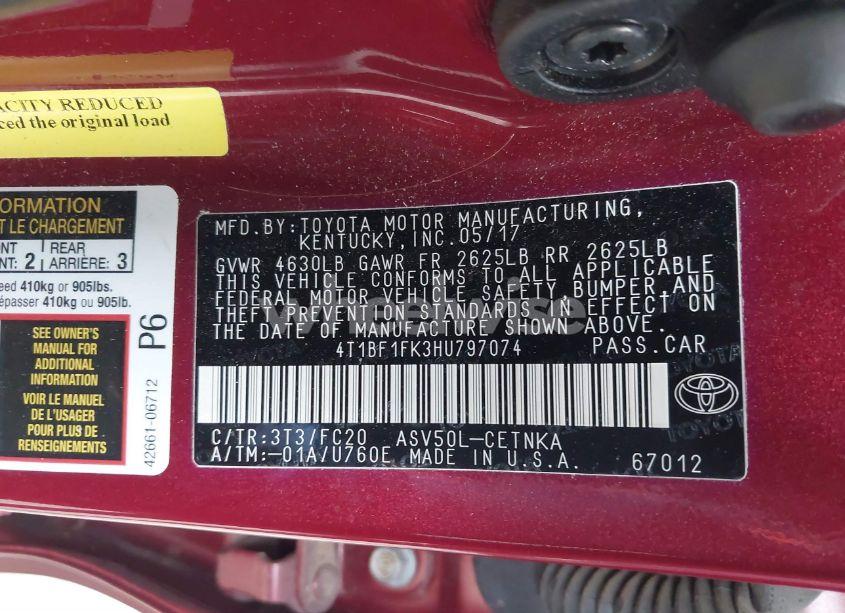 ACITY REDUCED
ced the original load
FORMATION
T LE CHARGEMENT
NT REAR
NT: 2 ARRIÈRE: 3
eed 410kg or 905lbs.
épasser 410kg ou 905lb.
SEE OWNER'S
MANUAL FOR
ADDITIONAL
INFORMATION
VOIR LE MANUEL
DE L'USAGER
POUR PLUS DE
RENSEIGNEMENTS
P6
42661-06712
MFD.BY:TOYOTA MOTOR MANUFACTURING,
KENTUCKY,INC.05/17
GVWR 4630LB GAWR FR 2625LB RR 2625LB
THIS VEHICLE CONFORMS TO ALL APPLICABLE
FEDERAL MOTOR VEHICLE SAFETY, BUMPER,AND
THEFT PREVENTION STANDARDS IN EFFECT ON
THE DATE OF MANUFACTURE SHOWN ABOVE.
4T1BF1FK3HU797074 PASS.CAR
C/TR:3T3/FC20 ASV50L-CETNKA
A/TM:-01A/U760E MADE IN U.S.A. 67012
TOYOTA